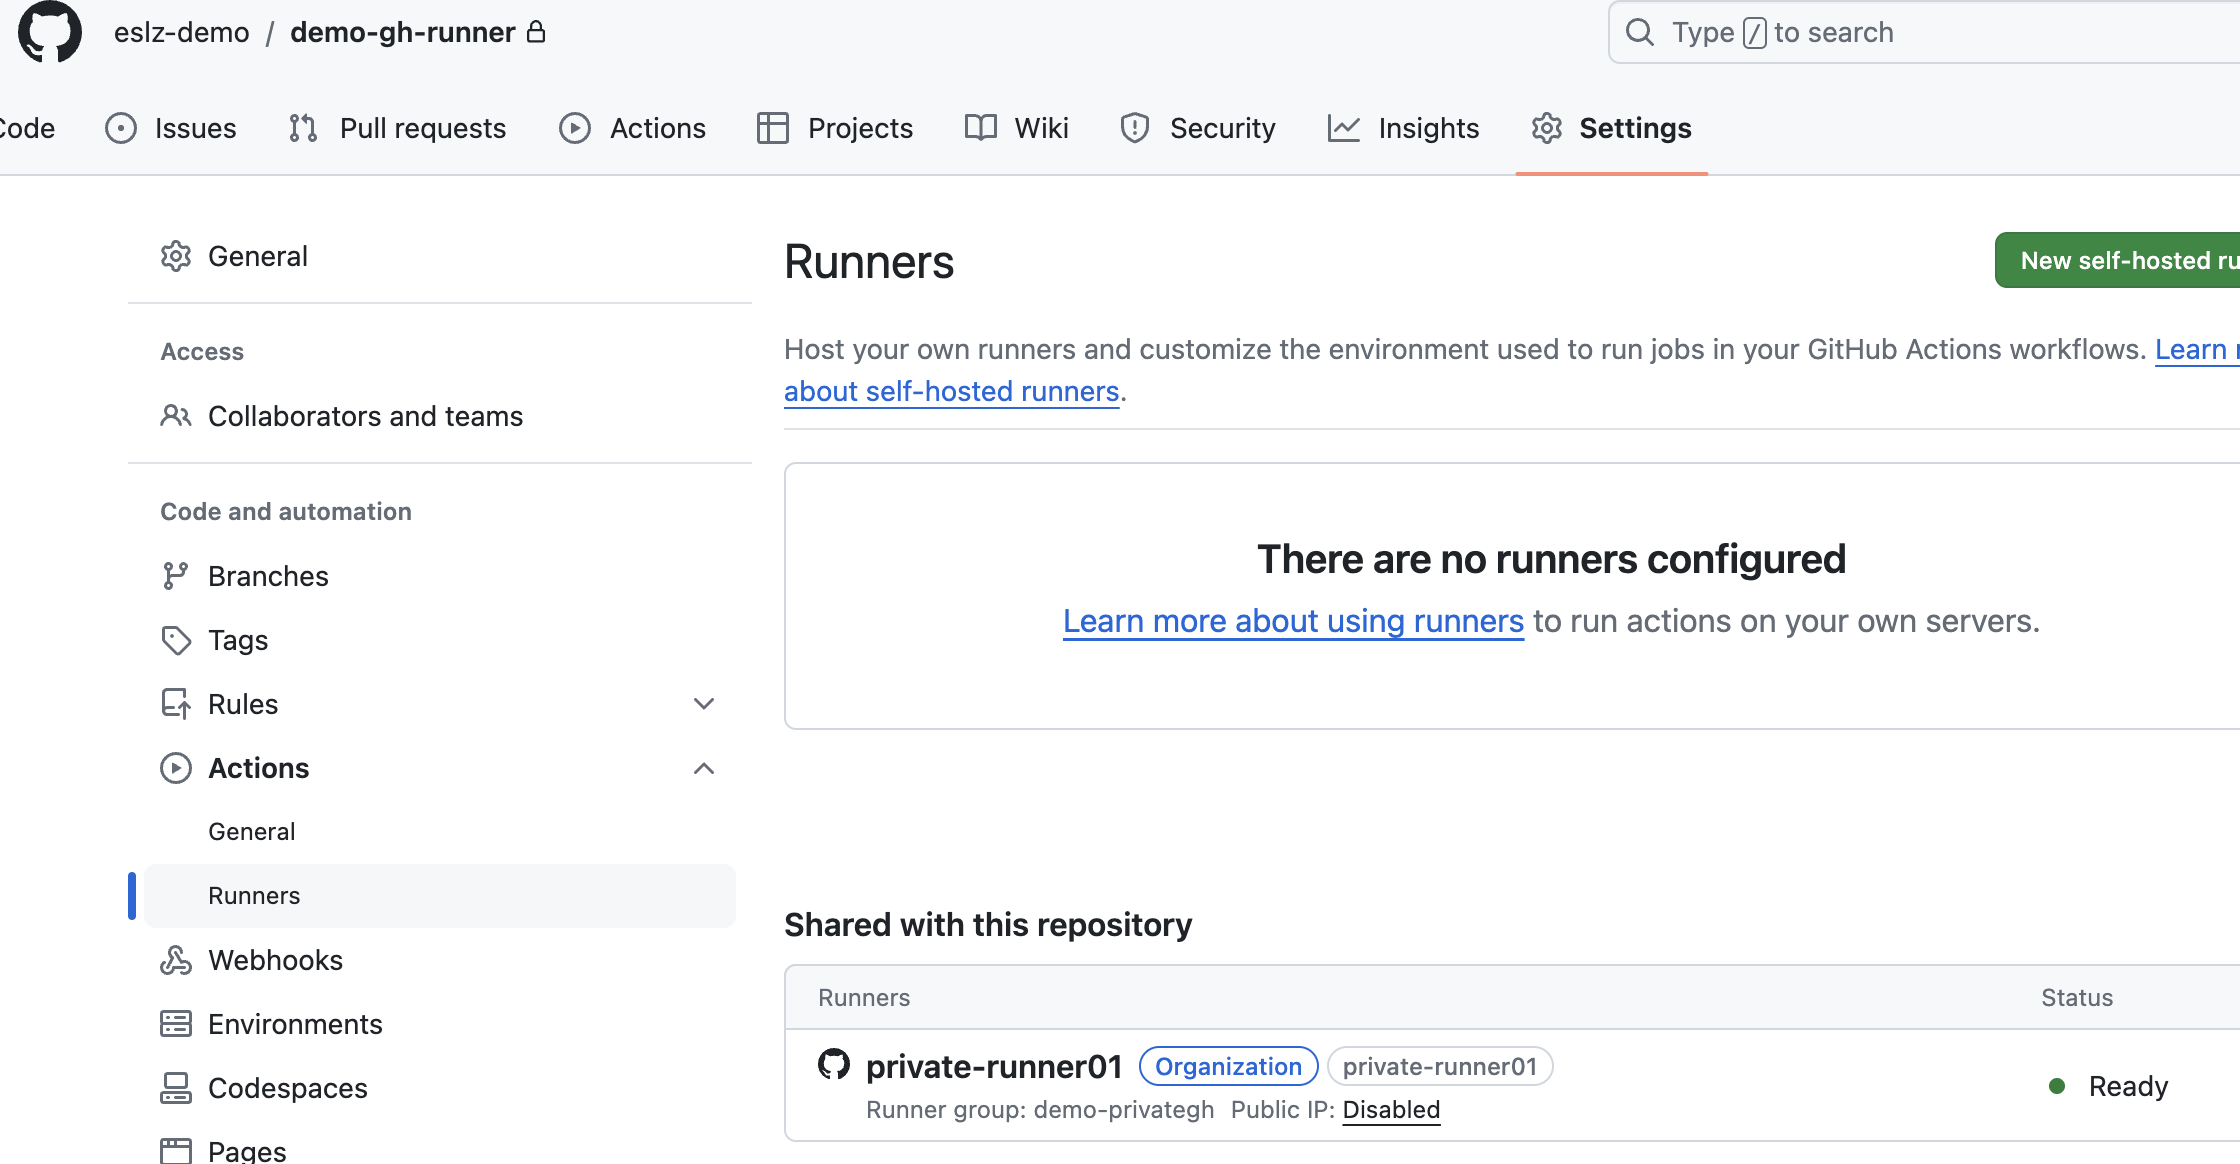 eslz-demo / demo-gh-runner
Type / to search
Code Issues Pull requests Actions Projects Wiki Security Insights Settings
General
Access
Collaborators and teams
Code and automation
Branches
Tags
Rules
Actions
General
Runners
Webhooks
Environments
Codespaces
Pages
Runners
New self-hosted ru
Host your own runners and customize the environment used to run jobs in your GitHub Actions workflows. Learn
about self-hosted runners.
There are no runners configured
Learn more about using runners to run actions on your own servers.
Shared with this repository
Runners Status
private-runner01 Organization private-runner01
Runner group: demo-privategh Public IP: Disabled
Ready